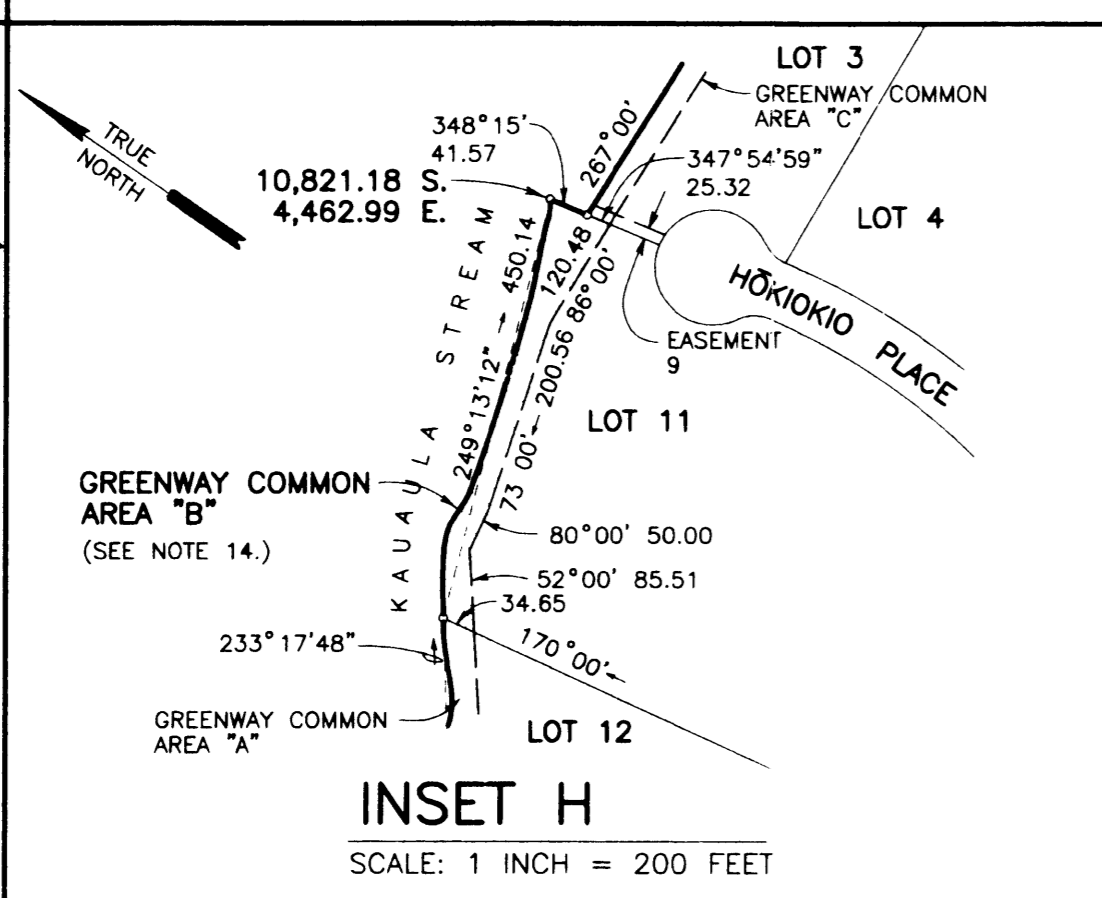 LOT 3
GREENWAY COMMON
AREA "C"
TRUE
NORTH
348°15'
41.57
267°00'
347°54'59"
25.32
10,821.18 S.
4,462.99 E.
LOT 4
KAUAULA STREAM
249°13'12" → 450.14
120.48
86°00'
73 00' ← 200.56
HŌKIOKIO PLACE
EASEMENT
9
LOT 11
GREENWAY COMMON
AREA "B"
(SEE NOTE 14.)
80°00' 50.00
52°00' 85.51
34.65
233°17'48"
170°00'
GREENWAY COMMON
AREA "A"
LOT 12
INSET H
SCALE: 1 INCH = 200 FEET